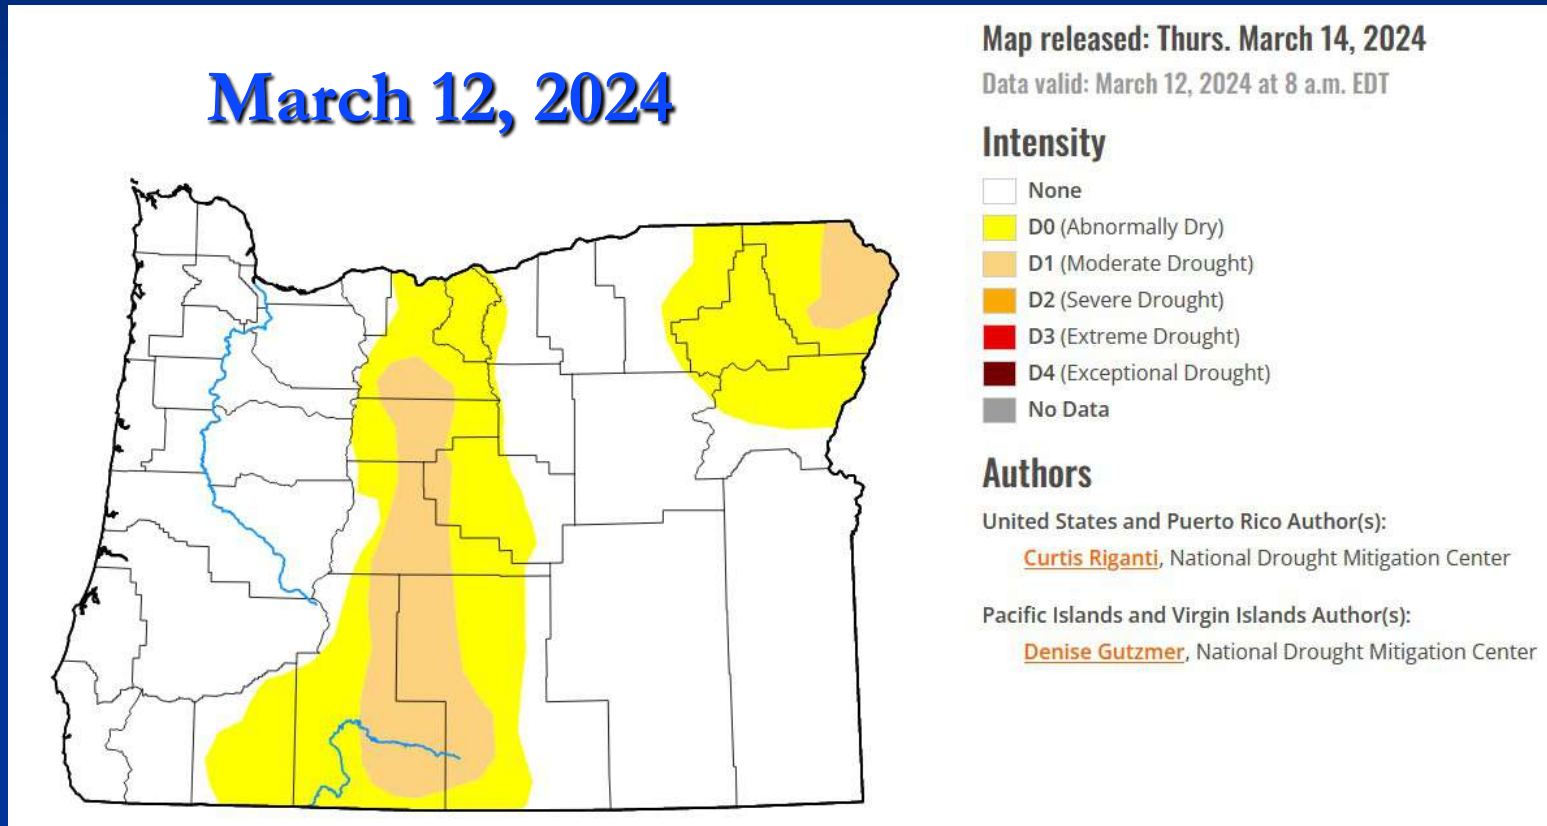 March 12, 2024
Map released: Thurs. March 14, 2024
Data valid: March 12, 2024 at 8 a.m. EDT
Intensity
None
D0 (Abnormally Dry)
D1 (Moderate Drought)
D2 (Severe Drought)
D3 (Extreme Drought)
D4 (Exceptional Drought)
No Data
Authors
United States and Puerto Rico Author(s):
Curtis Riganti, National Drought Mitigation Center
Pacific Islands and Virgin Islands Author(s):
Denise Gutzmer, National Drought Mitigation Center